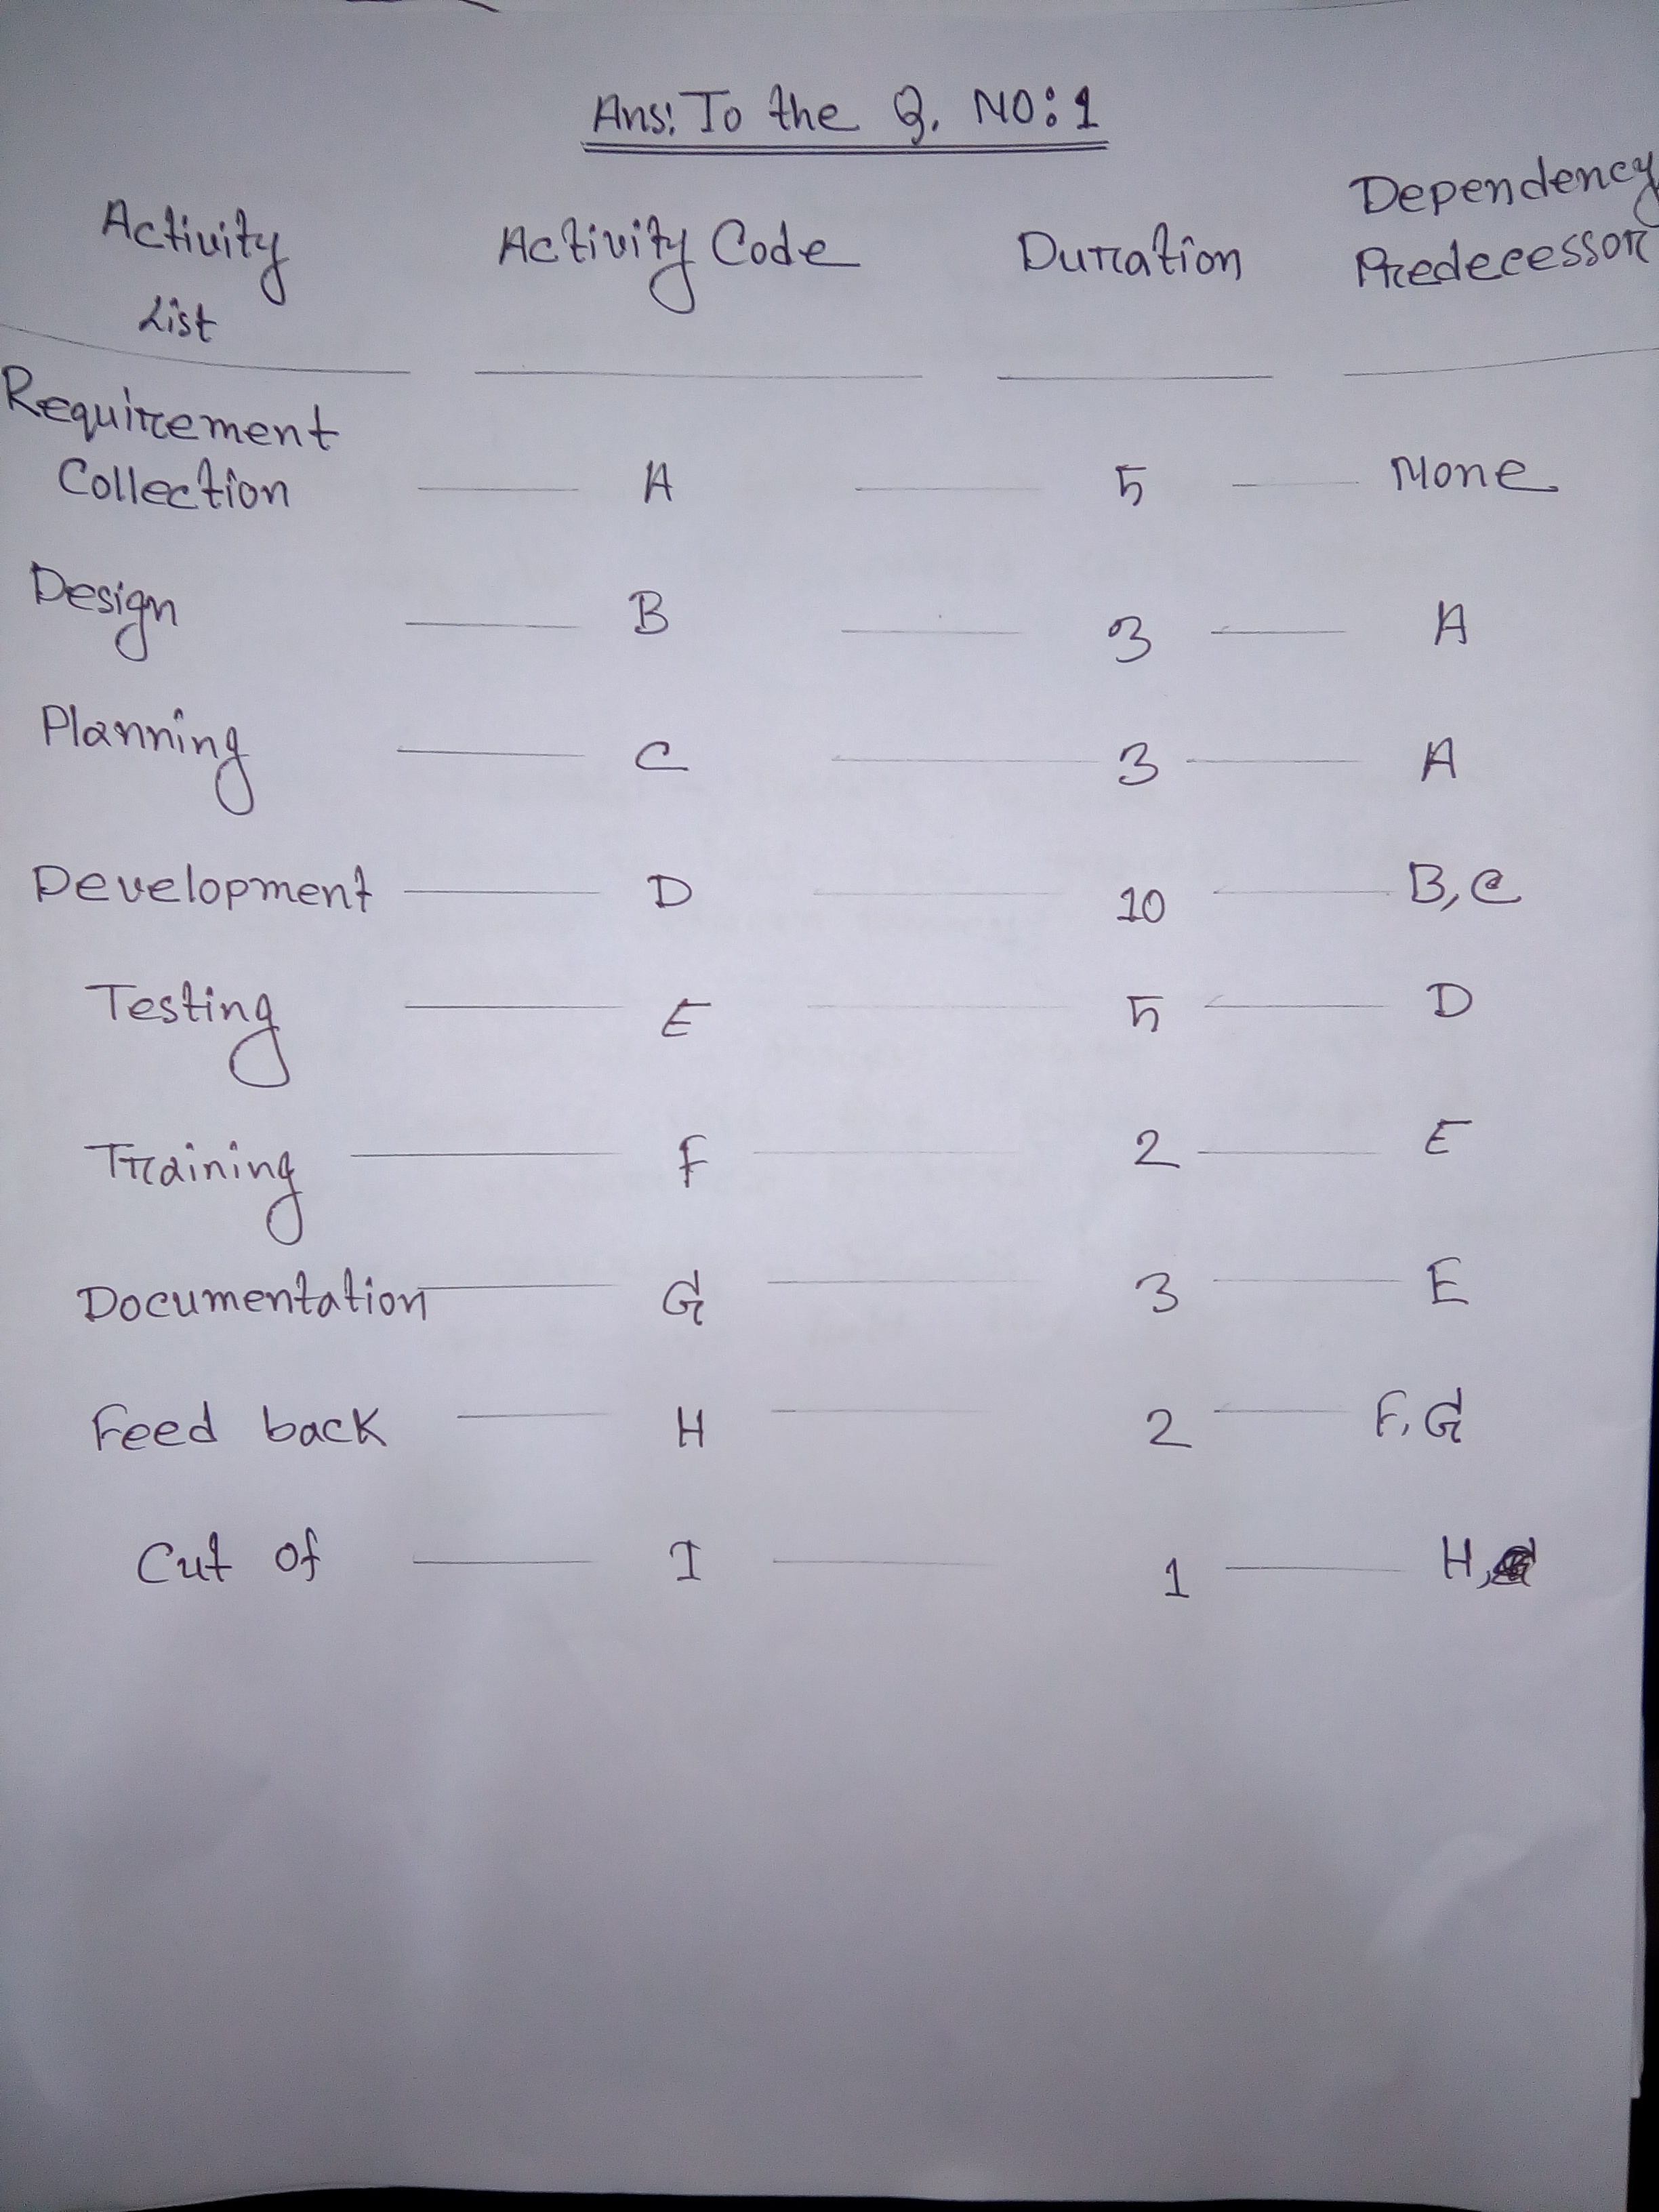 Ans: To the Q. NO: 1
Activity List Activity Code Duration Dependency Predecessor
Requirement Collection A 5 None
Design B 3 A
Planning C 3 A
Development D 10 B, C
Testing E 5 D
Training F 2 E
Documentation G 3 E
Feed back H 2 F, G
Cut of I 1 H,